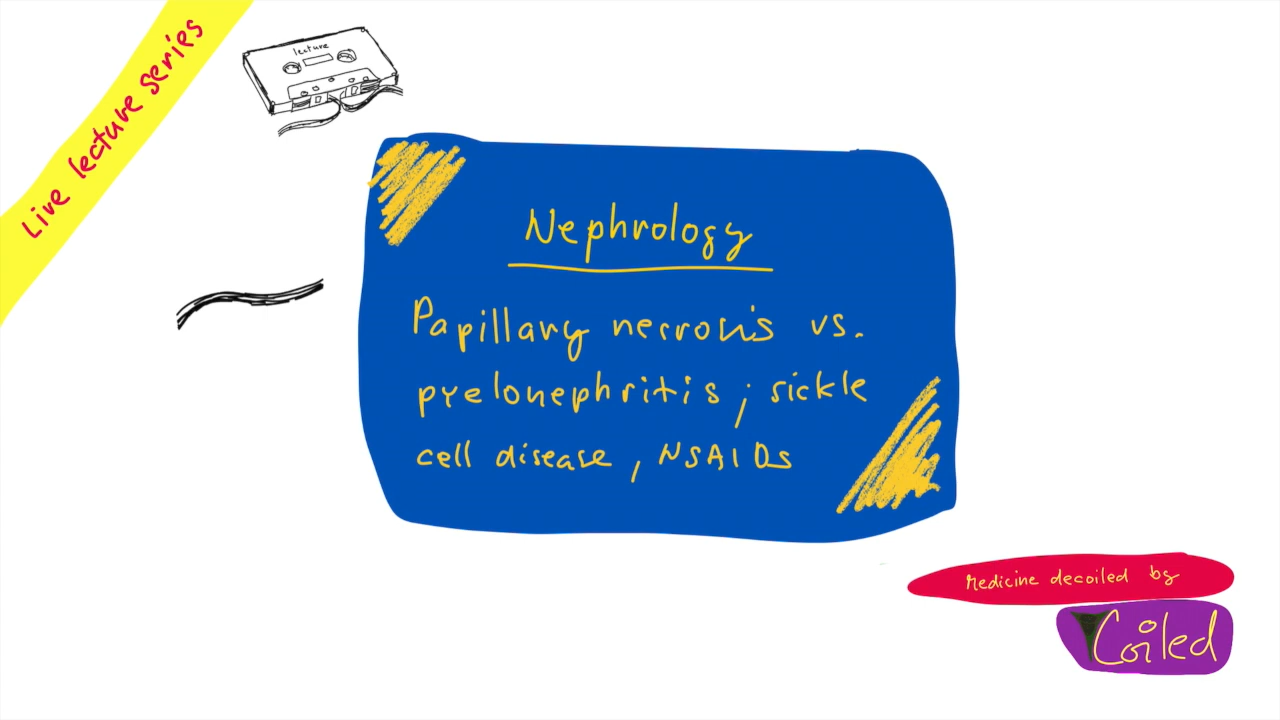 Live lecture series
lecture
Nephrology
Papillary necrosis vs.
pyelonephritis; sickle
cell disease, NSAIDs
Medicine decoiled by
Coiled